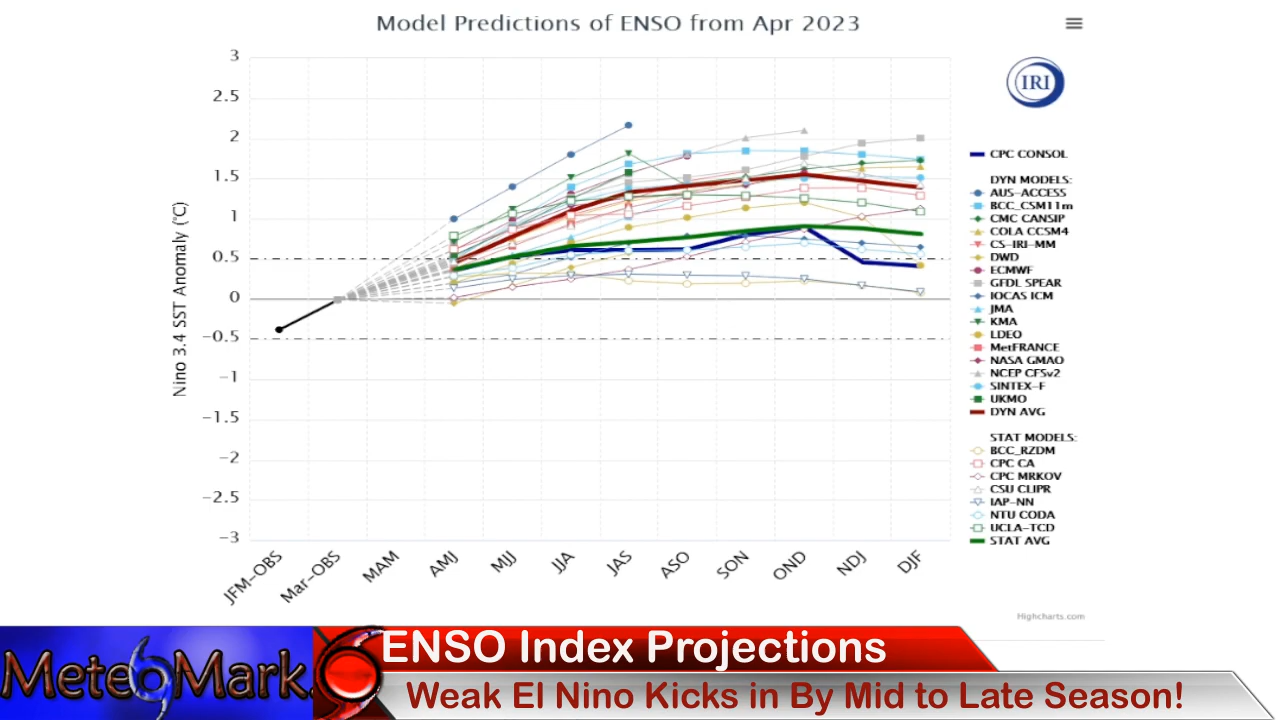 Model Predictions of ENSO from Apr 2023
IRI
3
2.5
2
1.5
1
0.5
0
−0.5
−1
−1.5
−2
−2.5
−3
Nino 3.4 SST Anomaly (°C)
JFM-OBS
Mar-OBS
MAM
AMJ
MJJ
JJA
JAS
ASO
SON
OND
NDJ
DJF
CPC CONSOL
DYN MODELS:
AUS-ACCESS
BCC_CSM11m
CMC CANSIP
COLA CCSM4
CS-IRI-MM
DWD
ECMWF
GFDL SPEAR
IOCAS ICM
JMA
KMA
LDEO
MetFRANCE
NASA GMAO
NCEP CFSv2
SINTEX-F
UKMO
DYN AVG
STAT MODELS:
BCC_RZDM
CPC CA
CPC MRKOV
CSU CLIPR
IAP-NN
NTU CODA
UCLA-TCD
STAT AVG
Highcharts.com
MeteoMark.
ENSO Index Projections
Weak El Nino Kicks in By Mid to Late Season!